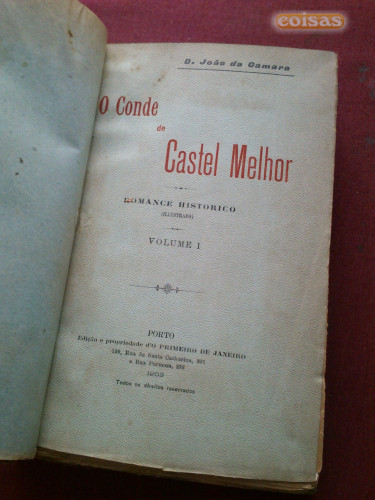 coisas
D. João da Camara
O Conde
de
Castel Melhor
ROMANCE HISTORICO
(ILLUSTRADO)
VOLUME I
PORTO
Edição e propriedade d'O PRIMEIRO DE JANEIRO
Rua de Santa Catharina,
e Rua Formosa,
Todos os direitos reservados